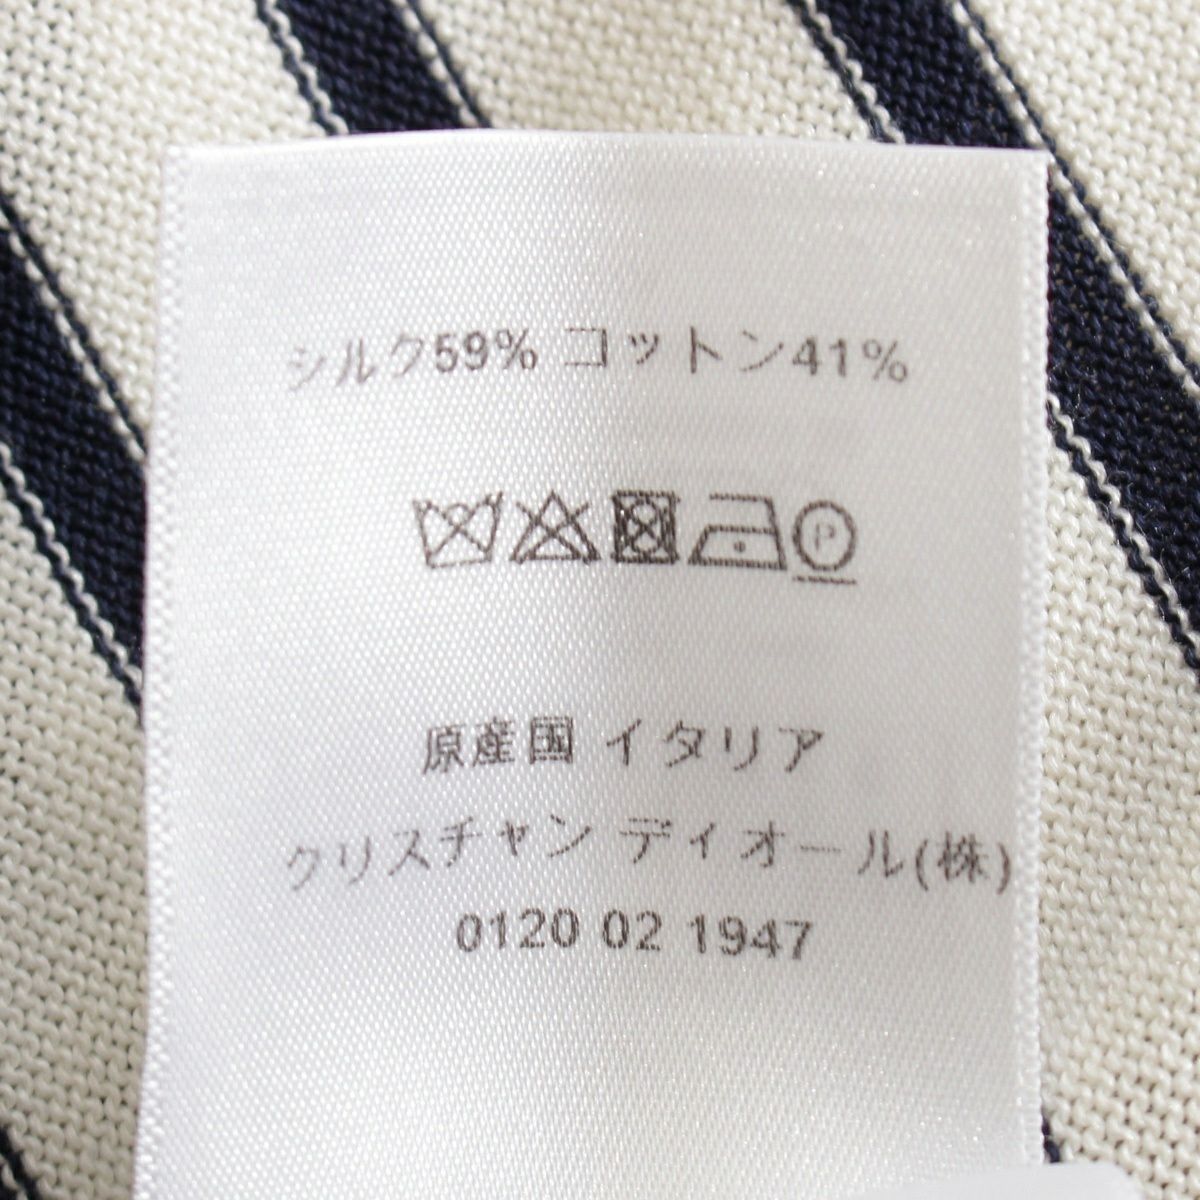 シルク59% コットン41%
P
原産国 イタリア
クリスチャン ディオール(株)
0120 02 1947